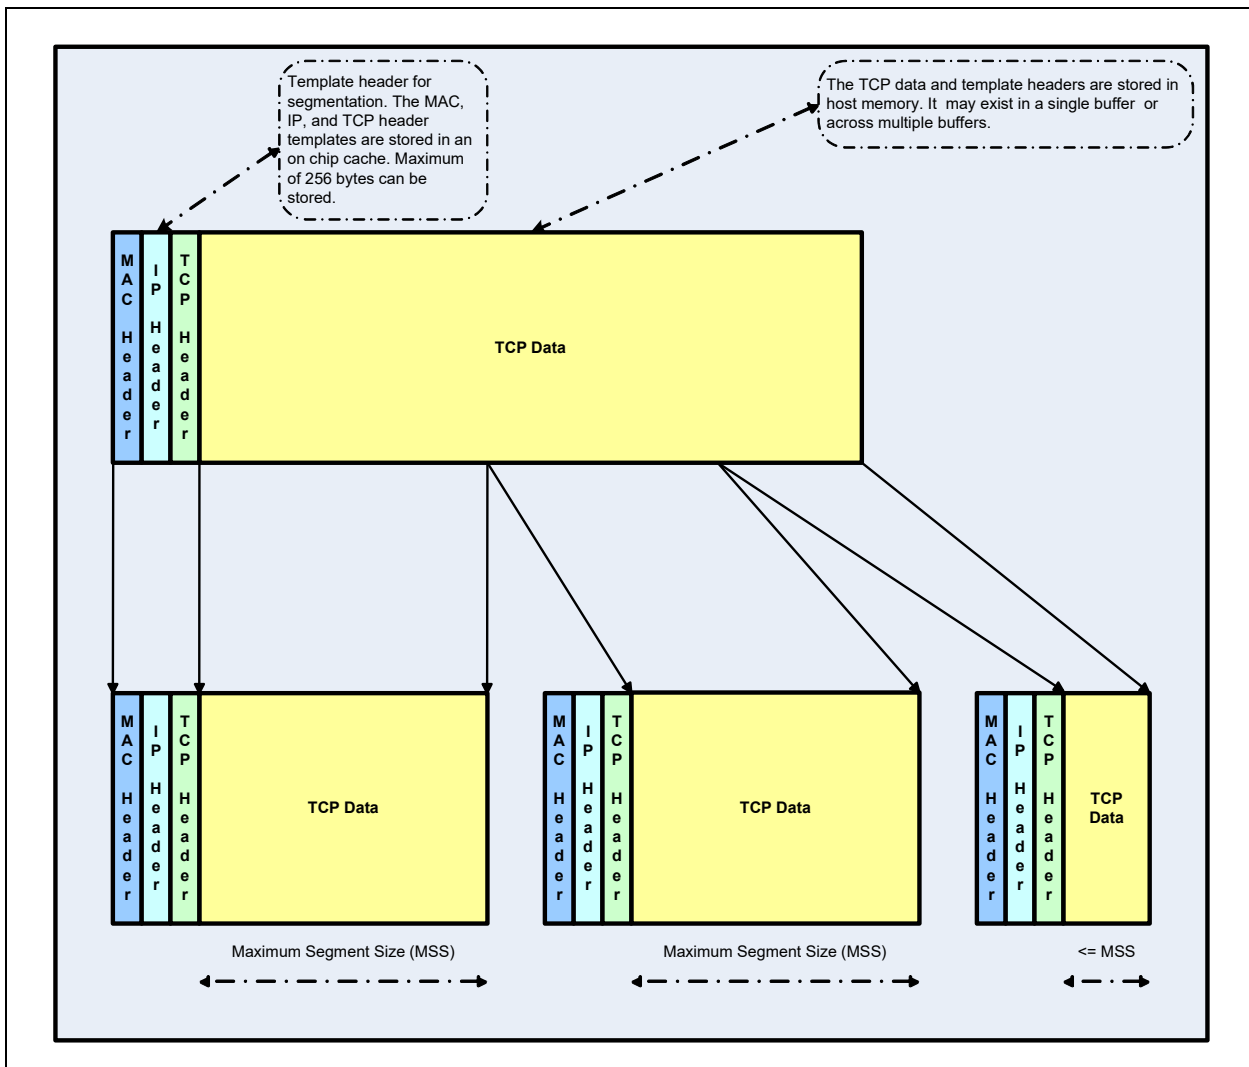 Template header for
segmentation. The MAC,
IP, and TCP header
templates are stored in an
on chip cache. Maximum
of 256 bytes can be
stored.
The TCP data and template headers are stored in
host memory. It may exist in a single buffer or
across multiple buffers.
MAC Header
IP Header
TCP Header
TCP Data
MAC Header
IP Header
TCP Header
TCP Data
MAC Header
IP Header
TCP Header
TCP Data
MAC Header
IP Header
TCP Header
TCP
Data
Maximum Segment Size (MSS)
Maximum Segment Size (MSS)
<= MSS